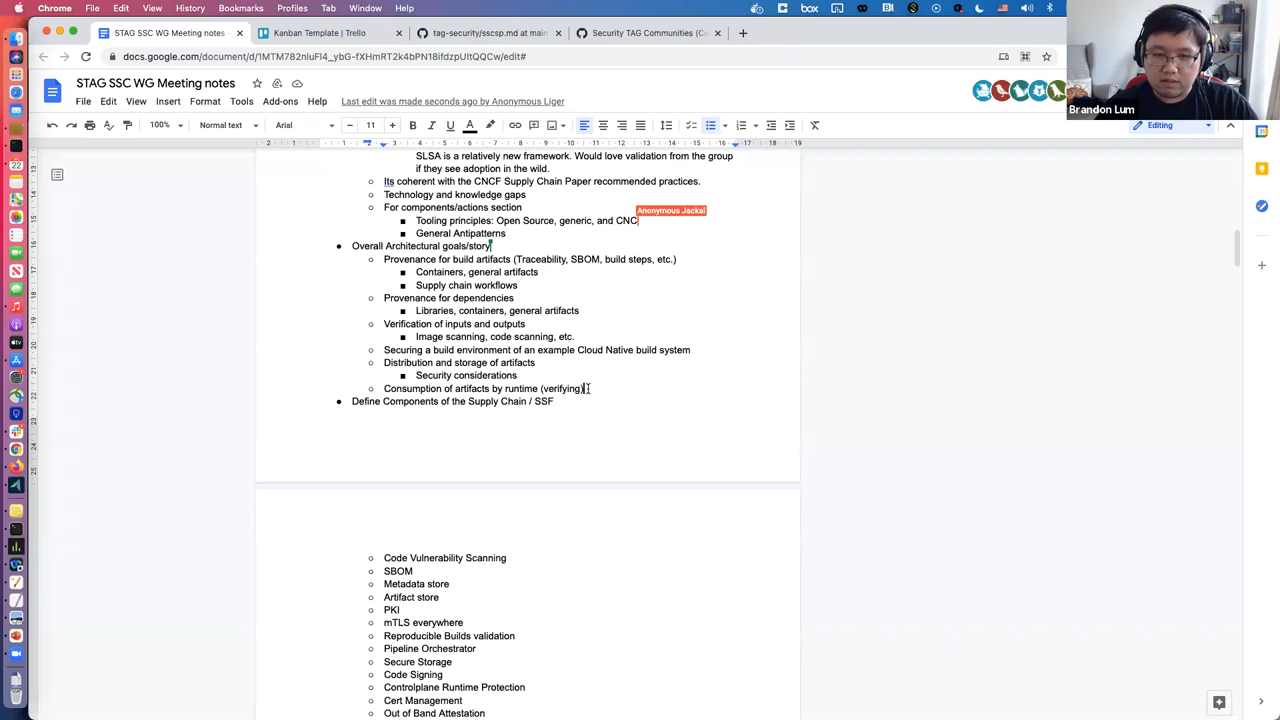 Chrome File Edit View History Bookmarks Profiles Tab Window Help
STAG SSC WG Meeting notes - Kanban Template | Trello tag-security/sscsp.md at main Security TAG Communities (C
docs.google.com/document/d/1MTM782nIuFl4_ybG-fXHmRT2k4bPN18ifdzpUltQQCw/edit#
STAG SSC WG Meeting notes
File Edit View Insert Format Tools Add-ons Help Last edit was made seconds ago by Anonymous Liger
100% Normal text Arial 11 Editing
Brandon Lum
SLSA is a relatively new framework. Would love validation from the group
if they see adoption in the wild.
Its coherent with the CNCF Supply Chain Paper recommended practices.
Technology and knowledge gaps
For components/actions section
Anonymous Jackal
Tooling principles: Open Source, generic, and CNC
General Antipatterns
Overall Architectural goals/story
Provenance for build artifacts (Traceability, SBOM, build steps, etc.)
Containers, general artifacts
Supply chain workflows
Provenance for dependencies
Libraries, containers, general artifacts
Verification of inputs and outputs
Image scanning, code scanning, etc.
Securing a build environment of an example Cloud Native build system
Distribution and storage of artifacts
Security considerations
Consumption of artifacts by runtime (verifying)
Define Components of the Supply Chain / SSF
Code Vulnerability Scanning
SBOM
Metadata store
Artifact store
PKI
mTLS everywhere
Reproducible Builds validation
Pipeline Orchestrator
Secure Storage
Code Signing
Controlplane Runtime Protection
Cert Management
Out of Band Attestation